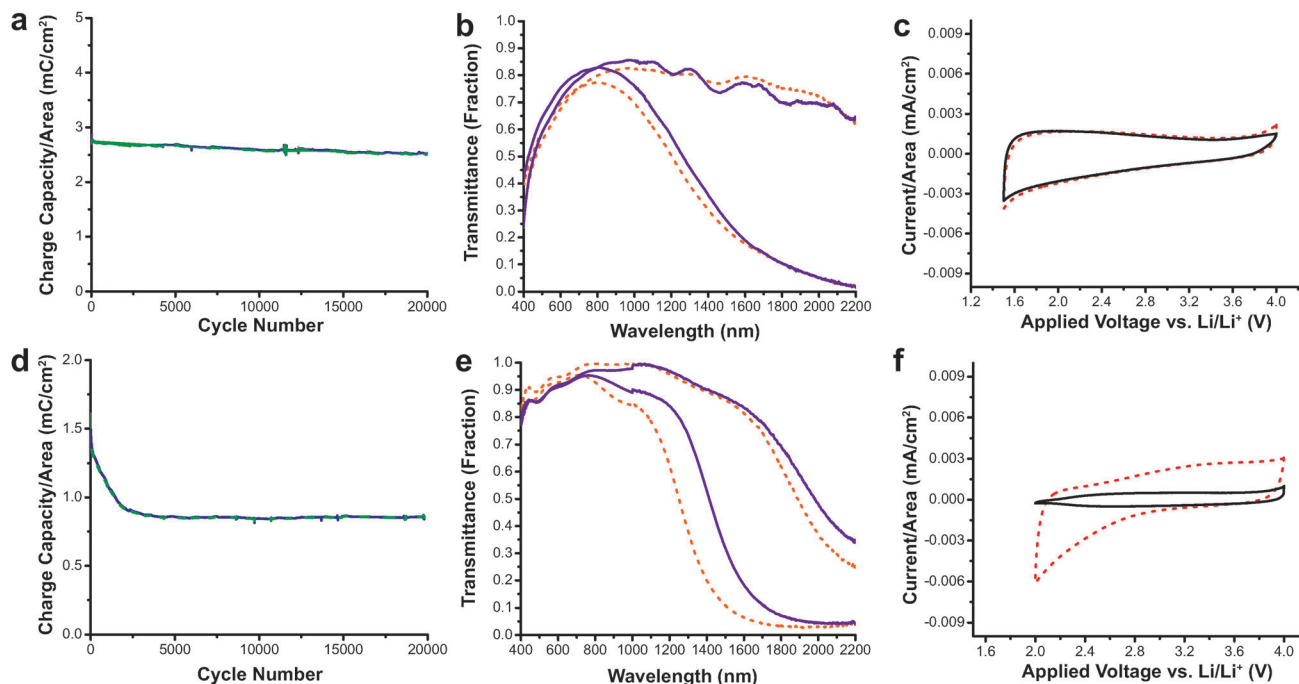 a
Charge Capacity/Area (mC/cm²)
5
4
3
2
1
0
0 5000 10000 15000 20000
Cycle Number
b
Transmittance (Fraction)
1.0
0.9
0.8
0.7
0.6
0.5
0.4
0.3
0.2
0.1
0.0
400 600 800 1000 1200 1400 1600 1800 2000 2200
Wavelength (nm)
c
Current/Area (mA/cm²)
0.009
0.006
0.003
0.000
-0.003
-0.006
-0.009
1.2 1.6 2.0 2.4 2.8 3.2 3.6 4.0
Applied Voltage vs. Li/Li⁺ (V)
d
Charge Capacity/Area (mC/cm²)
2.0
1.5
1.0
0.5
0.0
0 5000 10000 15000 20000
Cycle Number
e
Transmittance (Fraction)
1.0
0.9
0.8
0.7
0.6
0.5
0.4
0.3
0.2
0.1
0.0
400 600 800 1000 1200 1400 1600 1800 2000 2200
Wavelength (nm)
f
Current/Area (mA/cm²)
0.009
0.006
0.003
0.000
-0.003
-0.006
-0.009
1.6 2.0 2.4 2.8 3.2 3.6 4.0
Applied Voltage vs. Li/Li⁺ (V)